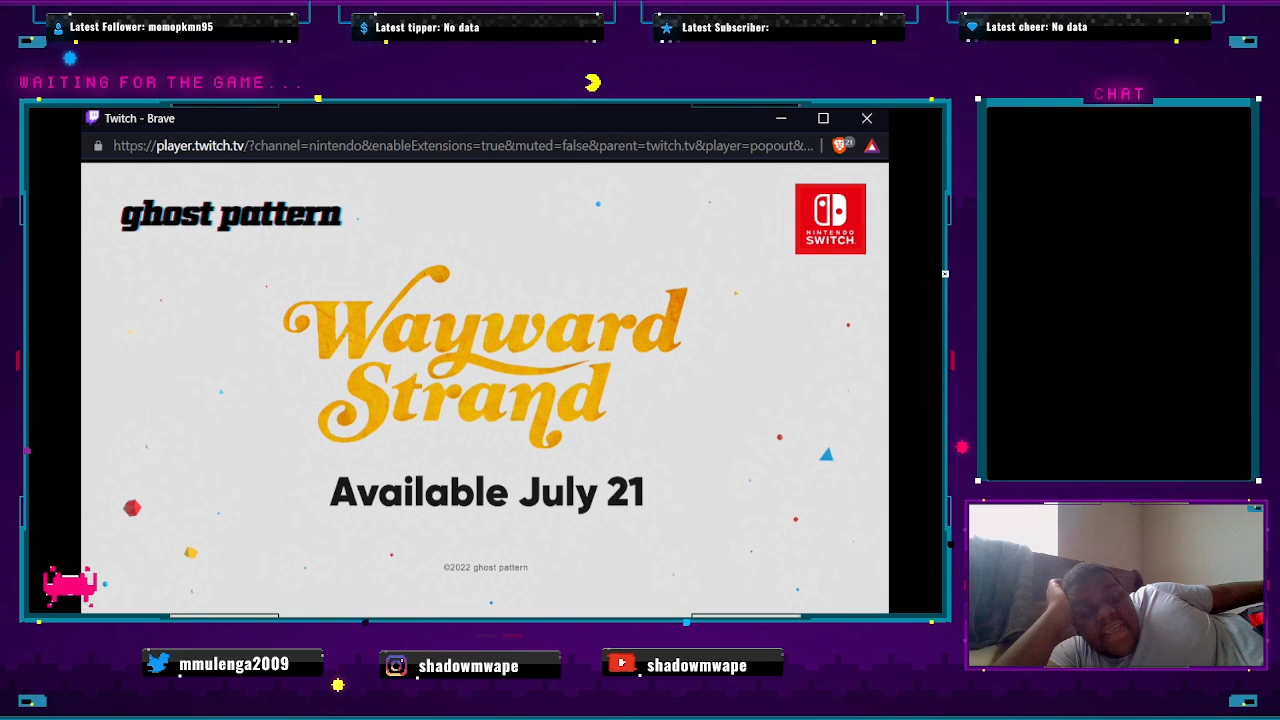 Latest Follower: momopkmn95
Latest tipper: No data
Latest Subscriber:
Latest cheer: No data
WAITING FOR THE GAME...
CHAT
Twitch - Brave
https://player.twitch.tv/?channel=nintendo&enableExtensions=true&muted=false&parent=twitch.tv&player=popout&...
21
ghost pattern
NINTENDO
SWITCH
Wayward
Strand
Available July 21
©2022 ghost pattern
mmulenga2009
shadowmwape
shadowmwape